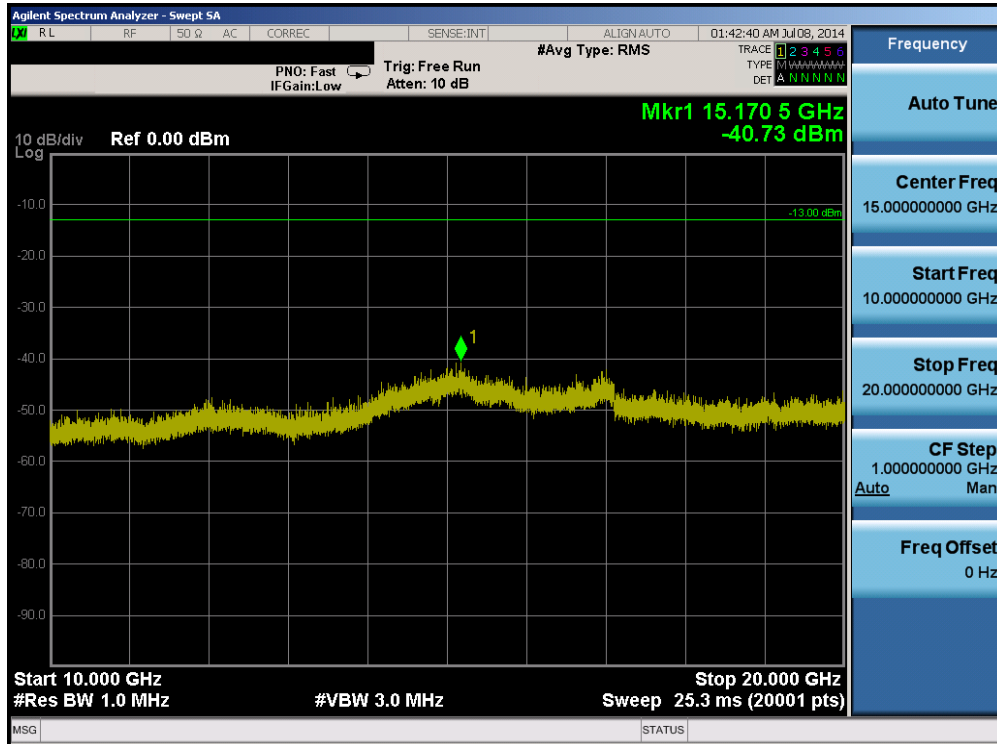 Agilent Spectrum Analyzer - Swept SA
LXI RL RF 50 Ω AC CORREC SENSE:INT ALIGN AUTO 01:42:40 AM Jul 08, 2014
#Avg Type: RMS TRACE 1 2 3 4 5 6
PNO: Fast Trig: Free Run TYPE M WWWWW
IFGain:Low Atten: 10 dB DET A N N N N N
Mkr1 15.170 5 GHz
-40.73 dBm
10 dB/div Ref 0.00 dBm
Log
-10.0
-13.00 dBm
-20.0
-30.0
1
-40.0
-50.0
-60.0
-70.0
-80.0
-90.0
Start 10.000 GHz Stop 20.000 GHz
#Res BW 1.0 MHz #VBW 3.0 MHz Sweep 25.3 ms (20001 pts)
MSG STATUS
Frequency
Auto Tune
Center Freq
15.000000000 GHz
Start Freq
10.000000000 GHz
Stop Freq
20.000000000 GHz
CF Step
1.000000000 GHz
Auto Man
Freq Offset
0 Hz